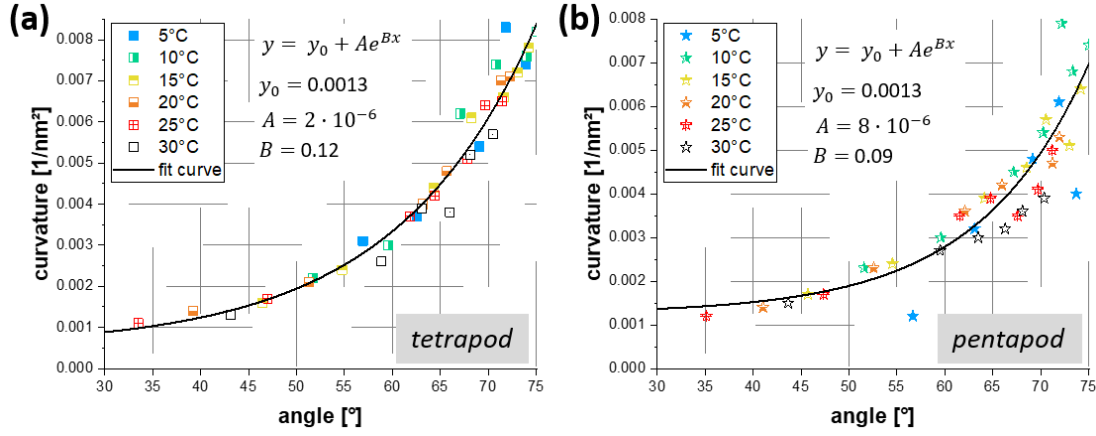 (a)
5°C
10°C
15°C
20°C
25°C
30°C
fit curve
y = y₀ + Ae^{Bx}
y₀ = 0.0013
A = 2 · 10⁻⁶
B = 0.12
tetrapod
curvature [1/nm²]
0.008
0.007
0.006
0.005
0.004
0.003
0.002
0.001
0.000
30 35 40 45 50 55 60 65 70 75
angle [°]
(b)
5°C
10°C
15°C
20°C
25°C
30°C
fit curve
y = y₀ + Ae^{Bx}
y₀ = 0.0013
A = 8 · 10⁻⁶
B = 0.09
pentapod
curvature [1/nm²]
0.008
0.007
0.006
0.005
0.004
0.003
0.002
0.001
0.000
30 35 40 45 50 55 60 65 70 75
angle [°]